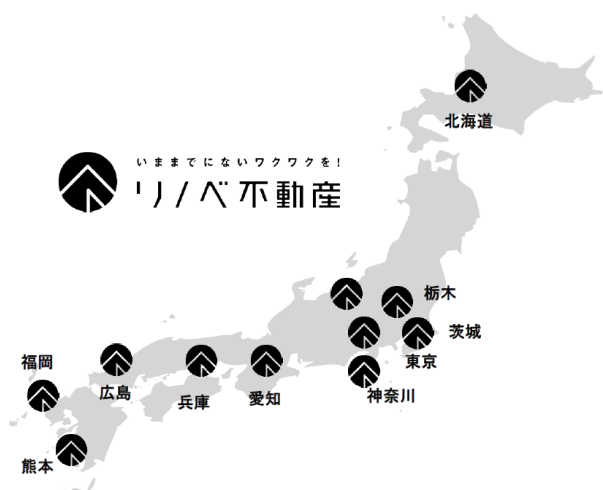 北海道
いままでにないワクワクを!
リノベ不動産
栃木
茨城
東京
神奈川
福岡
広島
兵庫
愛知
熊本